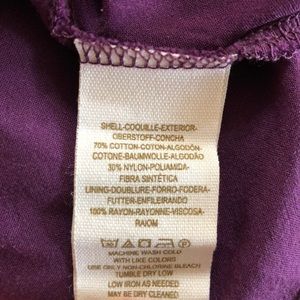 SHELL-COQUILLE-EXTERIOR-
OBERSTOFF-CONCHA
70% COTTON-COTON-ALGODÓN
COTONE-BAUMWOLLE-ALGODÃO
30% NYLON-POLIAMIDA-
FIBRA SINTÉTICA
LINING-DOUBLURE-FORRO-FODERA-
FUTTER-ENFILEIRANDO
100% RAYON-RAYONNE-VISCOSA-
RAIOM
MACHINE WASH COLD
WITH LIKE COLORS
USE ONLY NON-CHLORINE BLEACH
TUMBLE DRY LOW
LOW IRON AS NEEDED
MAY BE DRY CLEANED